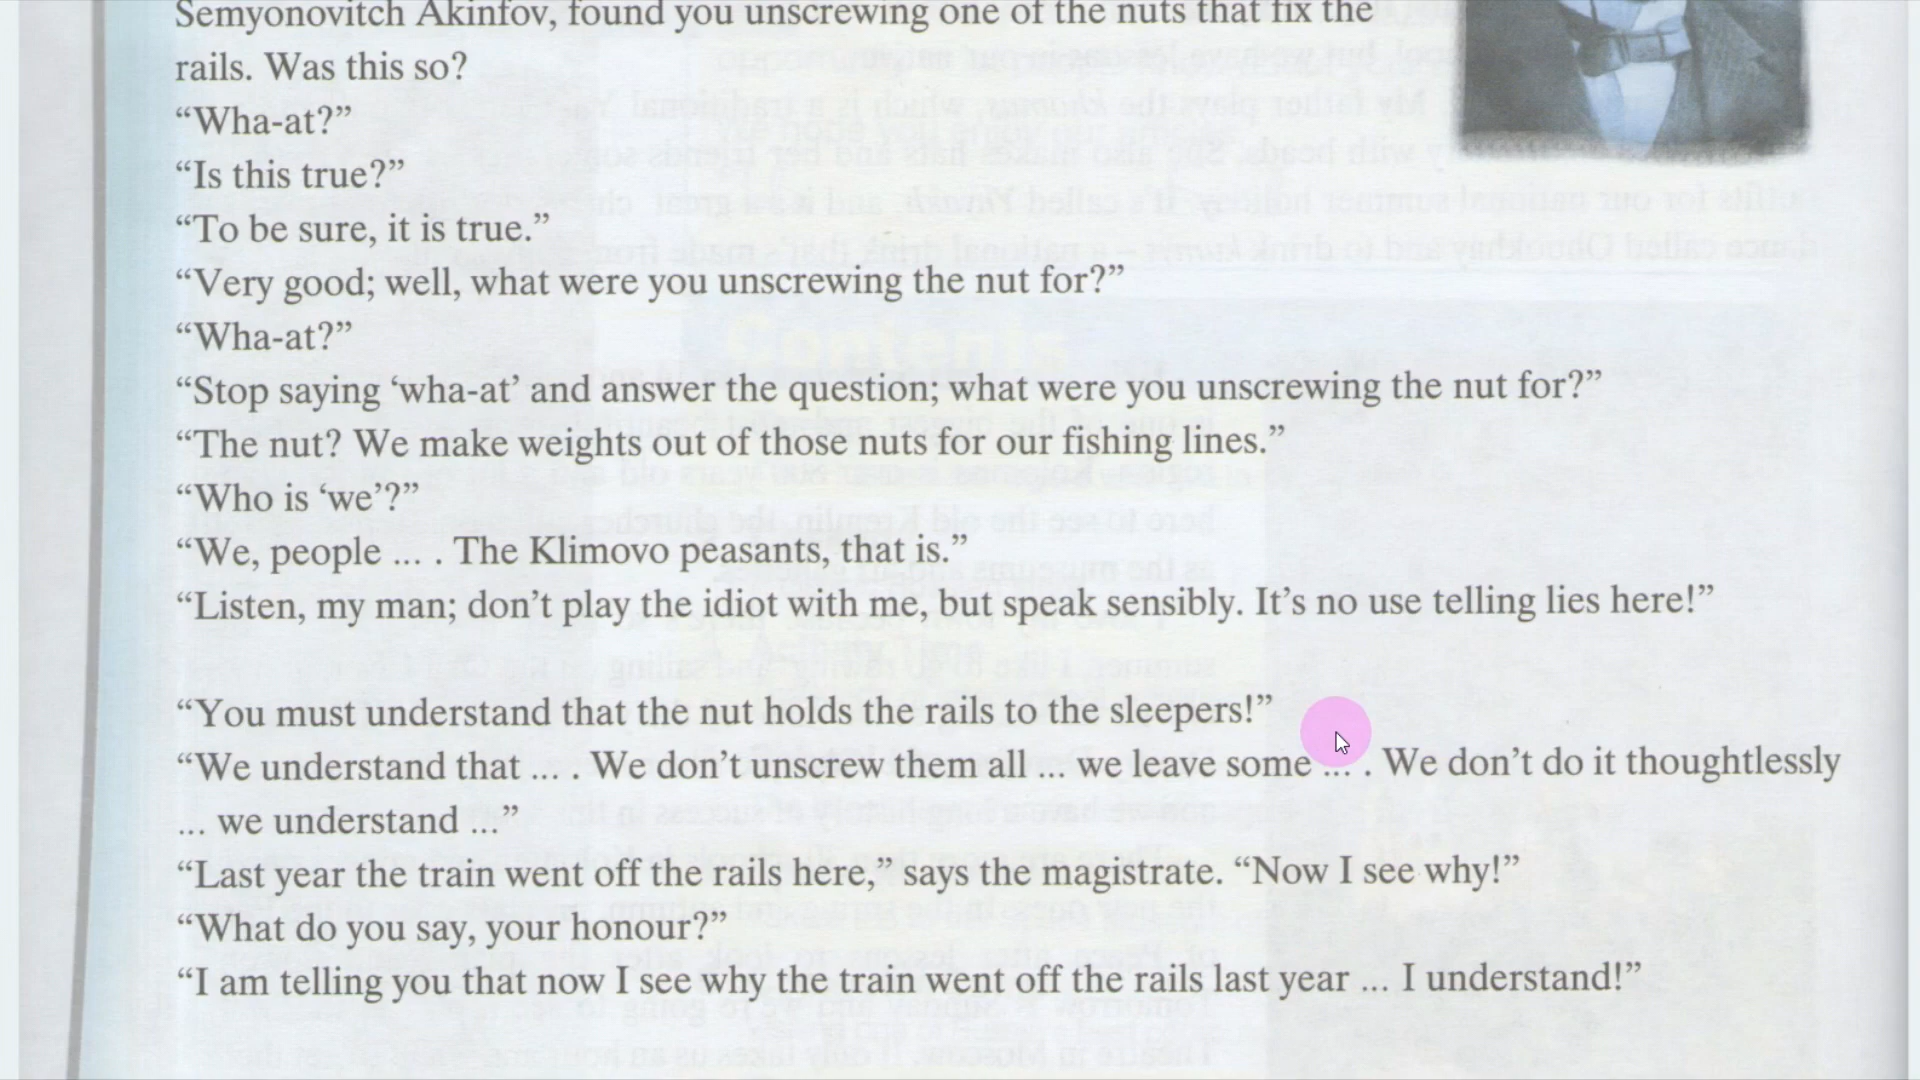 Semyonovitch Akinfov, found you unscrewing one of the nuts that fix the
rails. Was this so?
“Wha-at?”
“Is this true?”
“To be sure, it is true.”
“Very good; well, what were you unscrewing the nut for?”
“Wha-at?”
“Stop saying ‘wha-at’ and answer the question; what were you unscrewing the nut for?”
“The nut? We make weights out of those nuts for our fishing lines.”
“Who is ‘we’?”
“We, people ... . The Klimovo peasants, that is.”
“Listen, my man; don’t play the idiot with me, but speak sensibly. It’s no use telling lies here!”
“You must understand that the nut holds the rails to the sleepers!”
“We understand that ... . We don’t unscrew them all ... we leave some ... . We don’t do it thoughtlessly
... we understand ...”
“Last year the train went off the rails here,” says the magistrate. “Now I see why!”
“What do you say, your honour?”
“I am telling you that now I see why the train went off the rails last year ... I understand!”